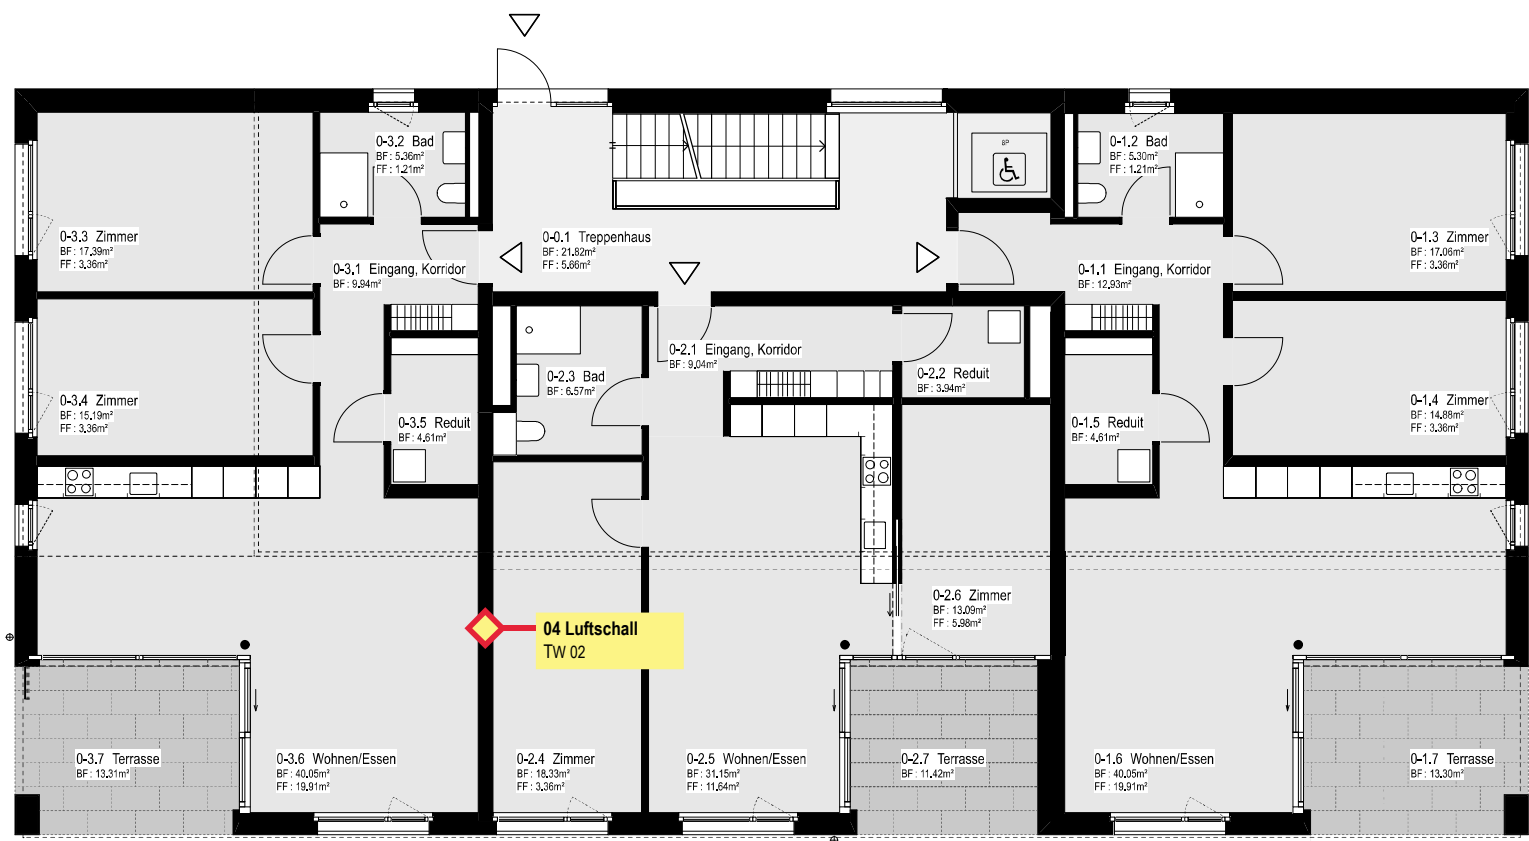 0-3.2 Bad
BF : 5.36m²
FF : 1.21m²
BP
0-1.2 Bad
BF : 5.30m²
FF : 1.21m²
0-3.3 Zimmer
BF : 17.39m²
FF : 3.36m²
0-0.1 Treppenhaus
BF : 21.82m²
FF : 5.66m²
0-1.3 Zimmer
BF : 17.06m²
FF : 3.36m²
0-3.1 Eingang, Korridor
BF : 9.94m²
0-1.1 Eingang, Korridor
BF : 12.93m²
0-2.1 Eingang, Korridor
BF : 9.04m²
0-2.3 Bad
BF : 6.57m²
0-2.2 Reduit
BF : 3.94m²
0-3.4 Zimmer
BF : 15.19m²
FF : 3.36m²
0-3.5 Reduit
BF : 4.61m²
0-1.5 Reduit
BF : 4.61m²
0-1.4 Zimmer
BF : 14.88m²
FF : 3.36m²
0-2.6 Zimmer
BF : 13.09m²
FF : 5.98m²
04 Luftschall
TW 02
0-3.7 Terrasse
BF : 13.31m²
0-3.6 Wohnen/Essen
BF : 40.05m²
FF : 19.91m²
0-2.4 Zimmer
BF : 18.33m²
FF : 3.36m²
0-2.5 Wohnen/Essen
BF : 31.15m²
FF : 11.64m²
0-2.7 Terrasse
BF : 11.42m²
0-1.6 Wohnen/Essen
BF : 40.05m²
FF : 19.91m²
0-1.7 Terrasse
BF : 13.30m²